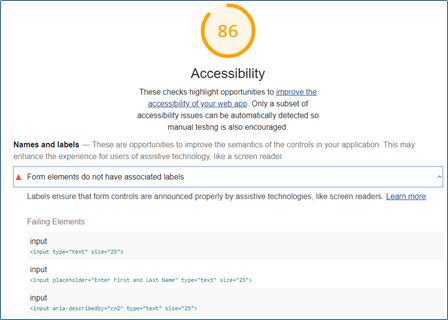 86
Accessibility
These checks highlight opportunities to improve the
accessibility of your web app. Only a subset of
accessibility issues can be automatically detected so
manual testing is also encouraged.
Names and labels — These are opportunities to improve the semantics of the controls in your application. This may
enhance the experience for users of assistive technology, like a screen reader.
Form elements do not have associated labels
Labels ensure that form controls are announced properly by assistive technologies, like screen readers. Learn more.
Failing Elements
input
<input type="text" size="25">
input
<input placeholder="Enter First and Last Name" type="text" size="25">
input
<input aria-describedby="cn2" type="text" size="25">